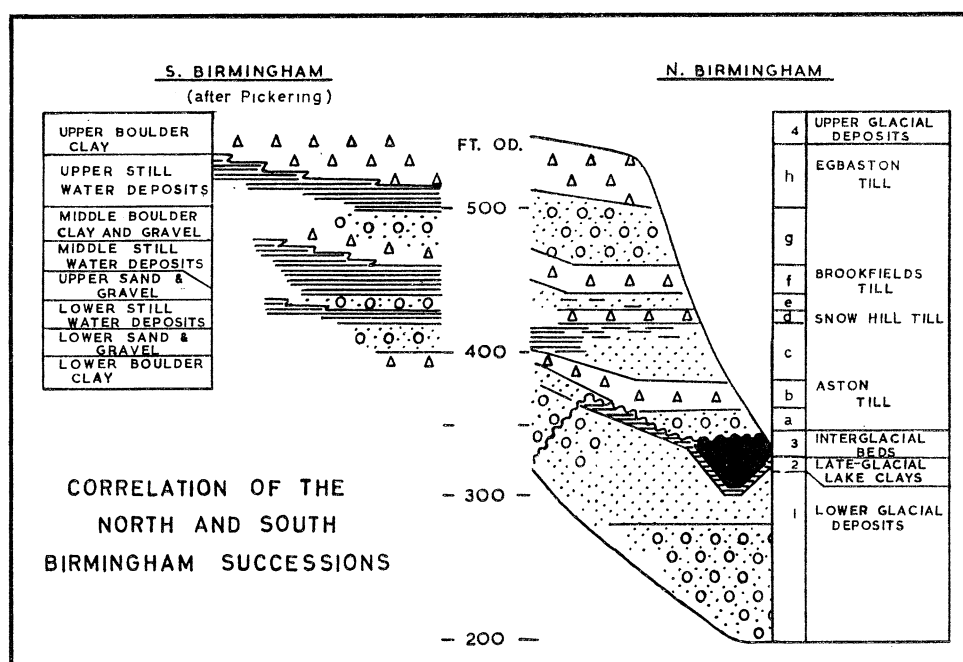 S. BIRMINGHAM
(after Pickering)
UPPER BOULDER
CLAY
UPPER STILL
WATER DEPOSITS
MIDDLE BOULDER
CLAY AND GRAVEL
MIDDLE STILL
WATER DEPOSITS
UPPER SAND &
GRAVEL
LOWER STILL
WATER DEPOSITS
LOWER SAND &
GRAVEL
LOWER BOULDER
CLAY
FT. OD.
500
400
300
200
N. BIRMINGHAM
4 UPPER GLACIAL
DEPOSITS
h EGBASTON
TILL
g
f BROOKFIELDS
TILL
e
d SNOW HILL TILL
c
b ASTON
TILL
a
3 INTERGLACIAL
BEDS
2 LATE-GLACIAL
LAKE CLAYS
1 LOWER GLACIAL
DEPOSITS
CORRELATION OF THE
NORTH AND SOUTH
BIRMINGHAM SUCCESSIONS